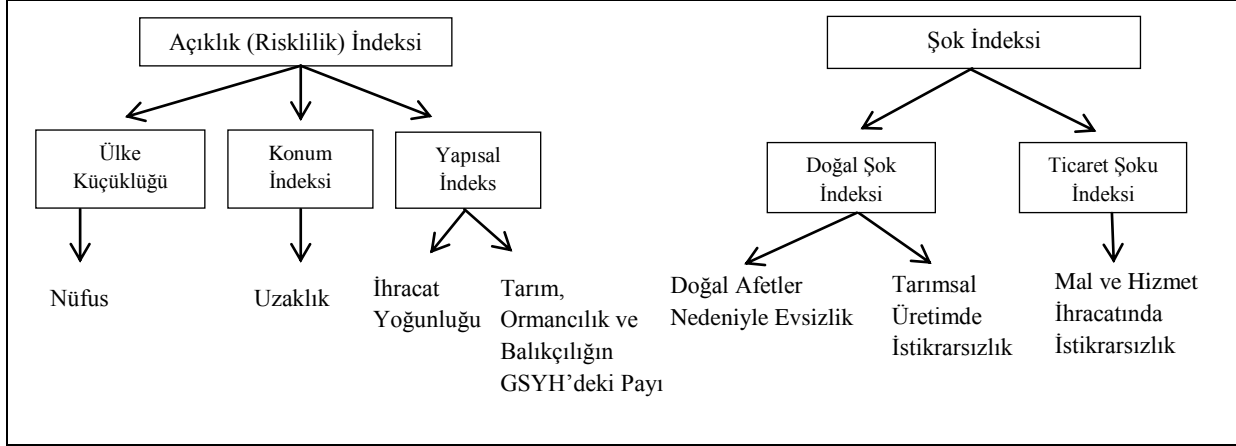 Açıklık (Risklilik) İndeksi
Şok İndeksi
Ülke
Küçüklüğü
Konum
İndeksi
Yapısal
İndeks
Doğal Şok
İndeksi
Ticaret Şoku
İndeksi
Nüfus
Uzaklık
İhracat
Yoğunluğu
Tarım,
Ormancılık ve
Balıkçılığın
GSYH’deki Payı
Doğal Afetler
Nedeniyle Evsizlik
Tarımsal
Üretimde
İstikrarsızlık
Mal ve Hizmet
İhracatında
İstikrarsızlık